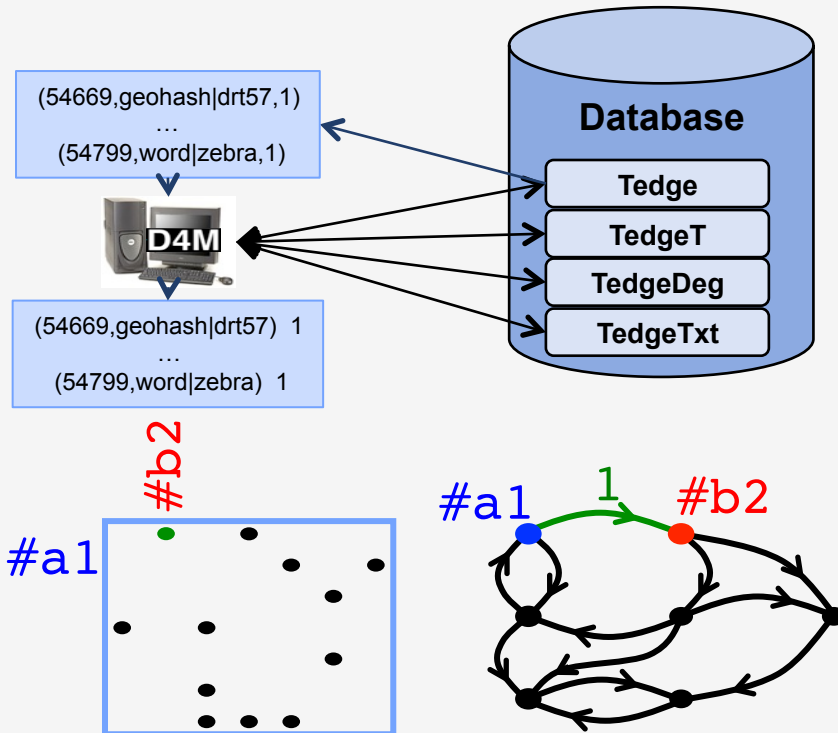 (54669,geohash|drt57,1)
…
(54799,word|zebra,1)
Database
Tedge
TedgeT
TedgeDeg
TedgeTxt
D4M
(54669,geohash|drt57)  1
…
(54799,word|zebra)  1
#b2
#a1
1
#a1
#b2